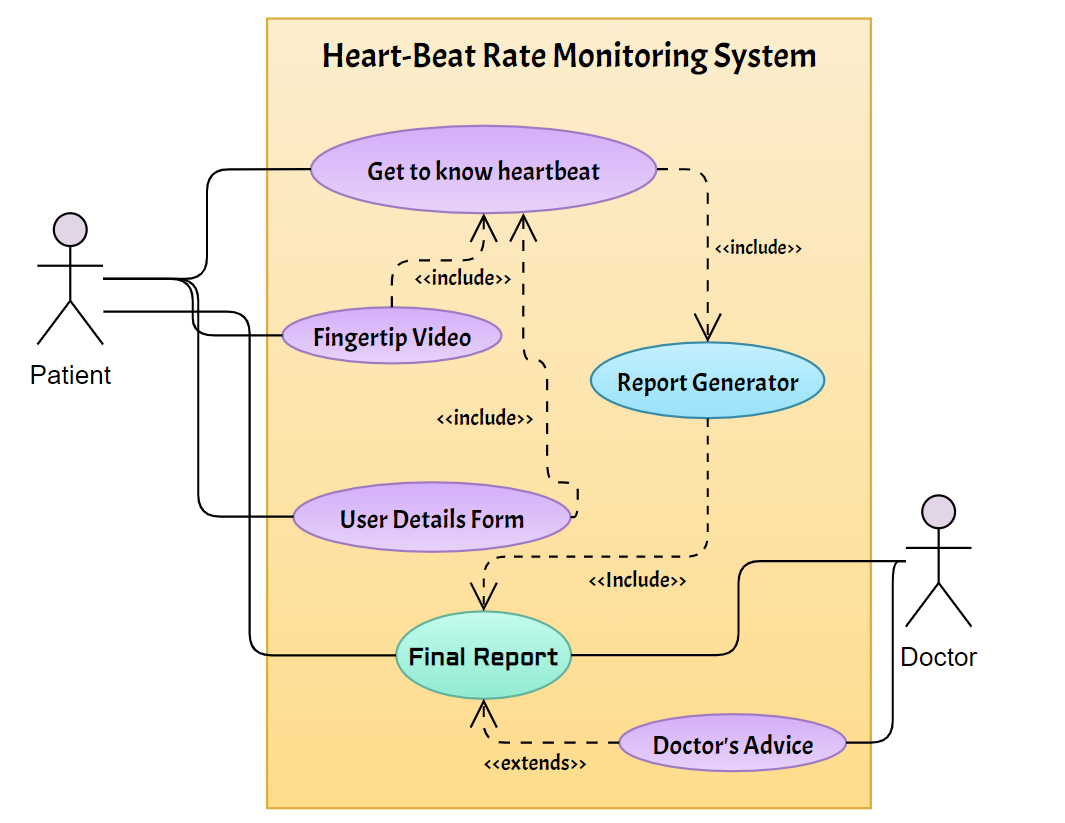 Heart-Beat Rate Monitoring System
Get to know heartbeat
<<include>>
<<include>>
Fingertip Video
Patient
Report Generator
<<include>>
User Details Form
<<Include>>
Final Report
Doctor
Doctor's Advice
<<extends>>